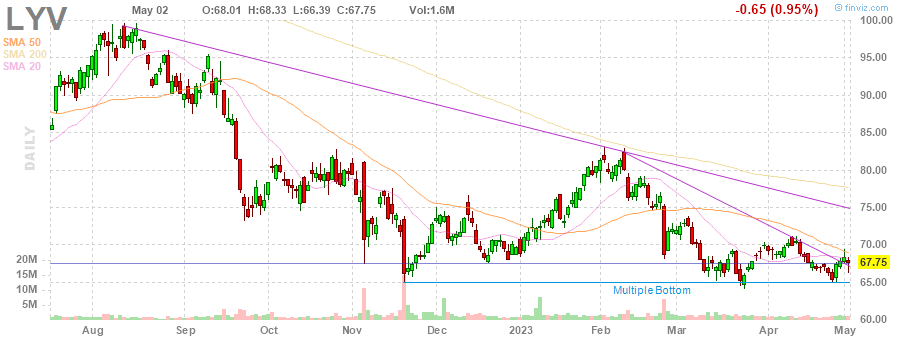 LYV
May 02
O:68.01 H:68.33 L:66.39 C:67.75 Vol:1.6M
-0.65 (0.95%)
© finviz.com
SMA 50
SMA 200
SMA 20
DAILY
100.00
95.00
90.00
85.00
80.00
75.00
70.00
67.75
65.00
60.00
20M
15M
10M
5M
Multiple Bottom
Aug Sep Oct Nov Dec 2023 Feb Mar Apr May